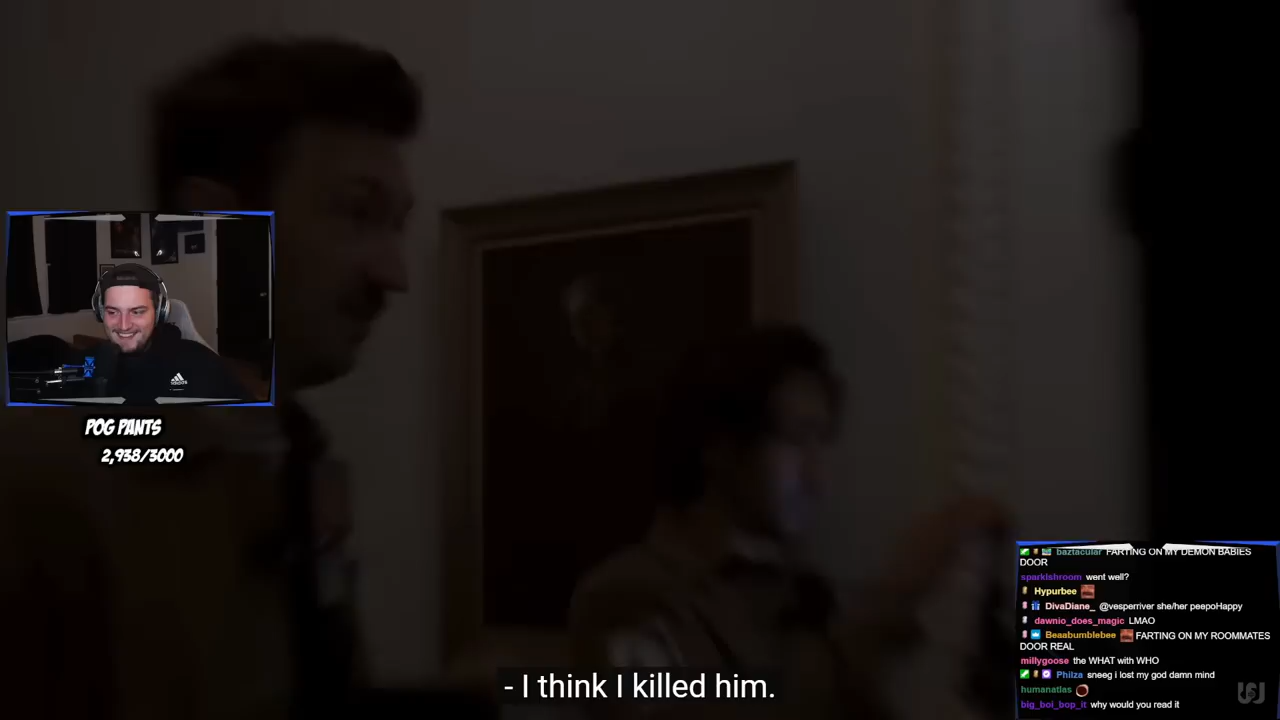 POG PANTS
2,938/3000
- I think I killed him.
baztacular FARTING ON MY DEMON BABIES
DOOR
sparklshroom went well?
Hypurbee
DivaDiane_ @vesperriver she/her peepoHappy
dawnio_does_magic LMAO
Beaabumblebee FARTING ON MY ROOMMATES
DOOR REAL
millygoose the WHAT with WHO
Philza sneeg i lost my god damn mind
humanatlas
big_boi_bop_it why would you read it